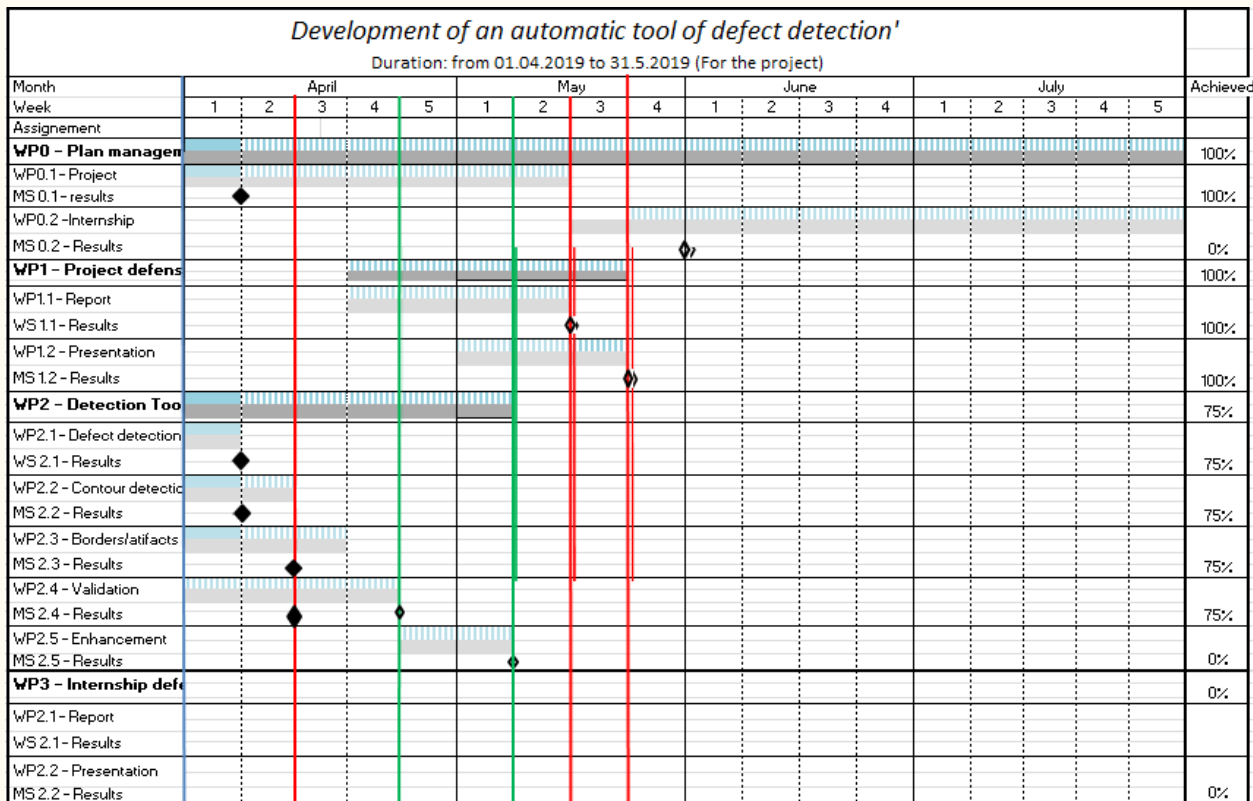 Development of an automatic tool of defect detection'
Duration: from 01.04.2019 to 31.5.2019 (For the project)
Month April May June July Achieved
Week 1 2 3 4 5 1 2 3 4 1 2 3 4 1 2 3 4 5
Assignement
WP0 - Plan managem 100%
WP0.1 - Project
MS 0.1 - results 100%
WP0.2 -Internship
MS 0.2 - Results 0%
WP1 - Project defens 100%
WP1.1 - Report
WS 1.1 - Results 100%
WP1.2 - Presentation
MS 1.2 - Results 100%
WP2 - Detection Too 75%
WP2.1 - Defect detection
WS 2.1 - Results 75%
WP2.2 - Contour detectic
MS 2.2 - Results 75%
WP2.3 - Borders/atifacts
MS 2.3 - Results 75%
WP2.4 - Validation
MS 2.4 - Results 75%
WP2.5 - Enhancement
MS 2.5 - Results 0%
WP3 - Internship defe 0%
WP2.1 - Report
WS 2.1 - Results
WP2.2 - Presentation
MS 2.2 - Results 0%